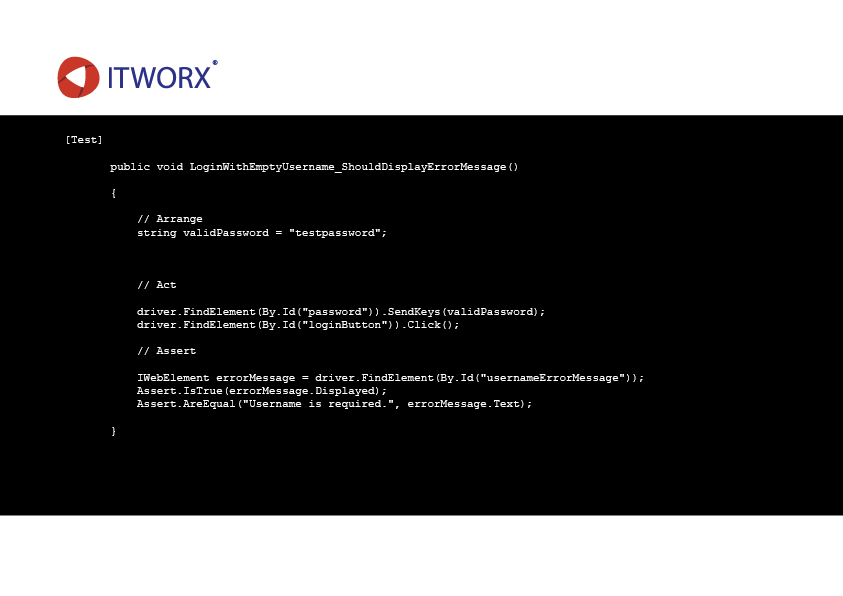 ITWORX®
[Test]
public void LoginWithEmptyUsername_ShouldDisplayErrorMessage()
{
// Arrange
string validPassword = "testpassword";
// Act
driver.FindElement(By.Id("password")).SendKeys(validPassword);
driver.FindElement(By.Id("loginButton")).Click();
// Assert
IWebElement errorMessage = driver.FindElement(By.Id("usernameErrorMessage"));
Assert.IsTrue(errorMessage.Displayed);
Assert.AreEqual("Username is required.", errorMessage.Text);
}